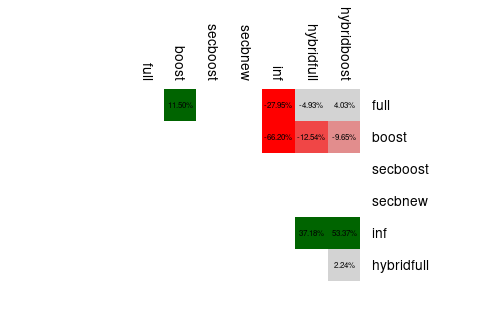 full boost secboost secbnew inf hybridfull hybridboost
11.50% -27.95% -4.93% 4.03% full
-66.20% -12.54% -9.65% boost
secboost
secbnew
37.18% 53.37% inf
2.24% hybridfull